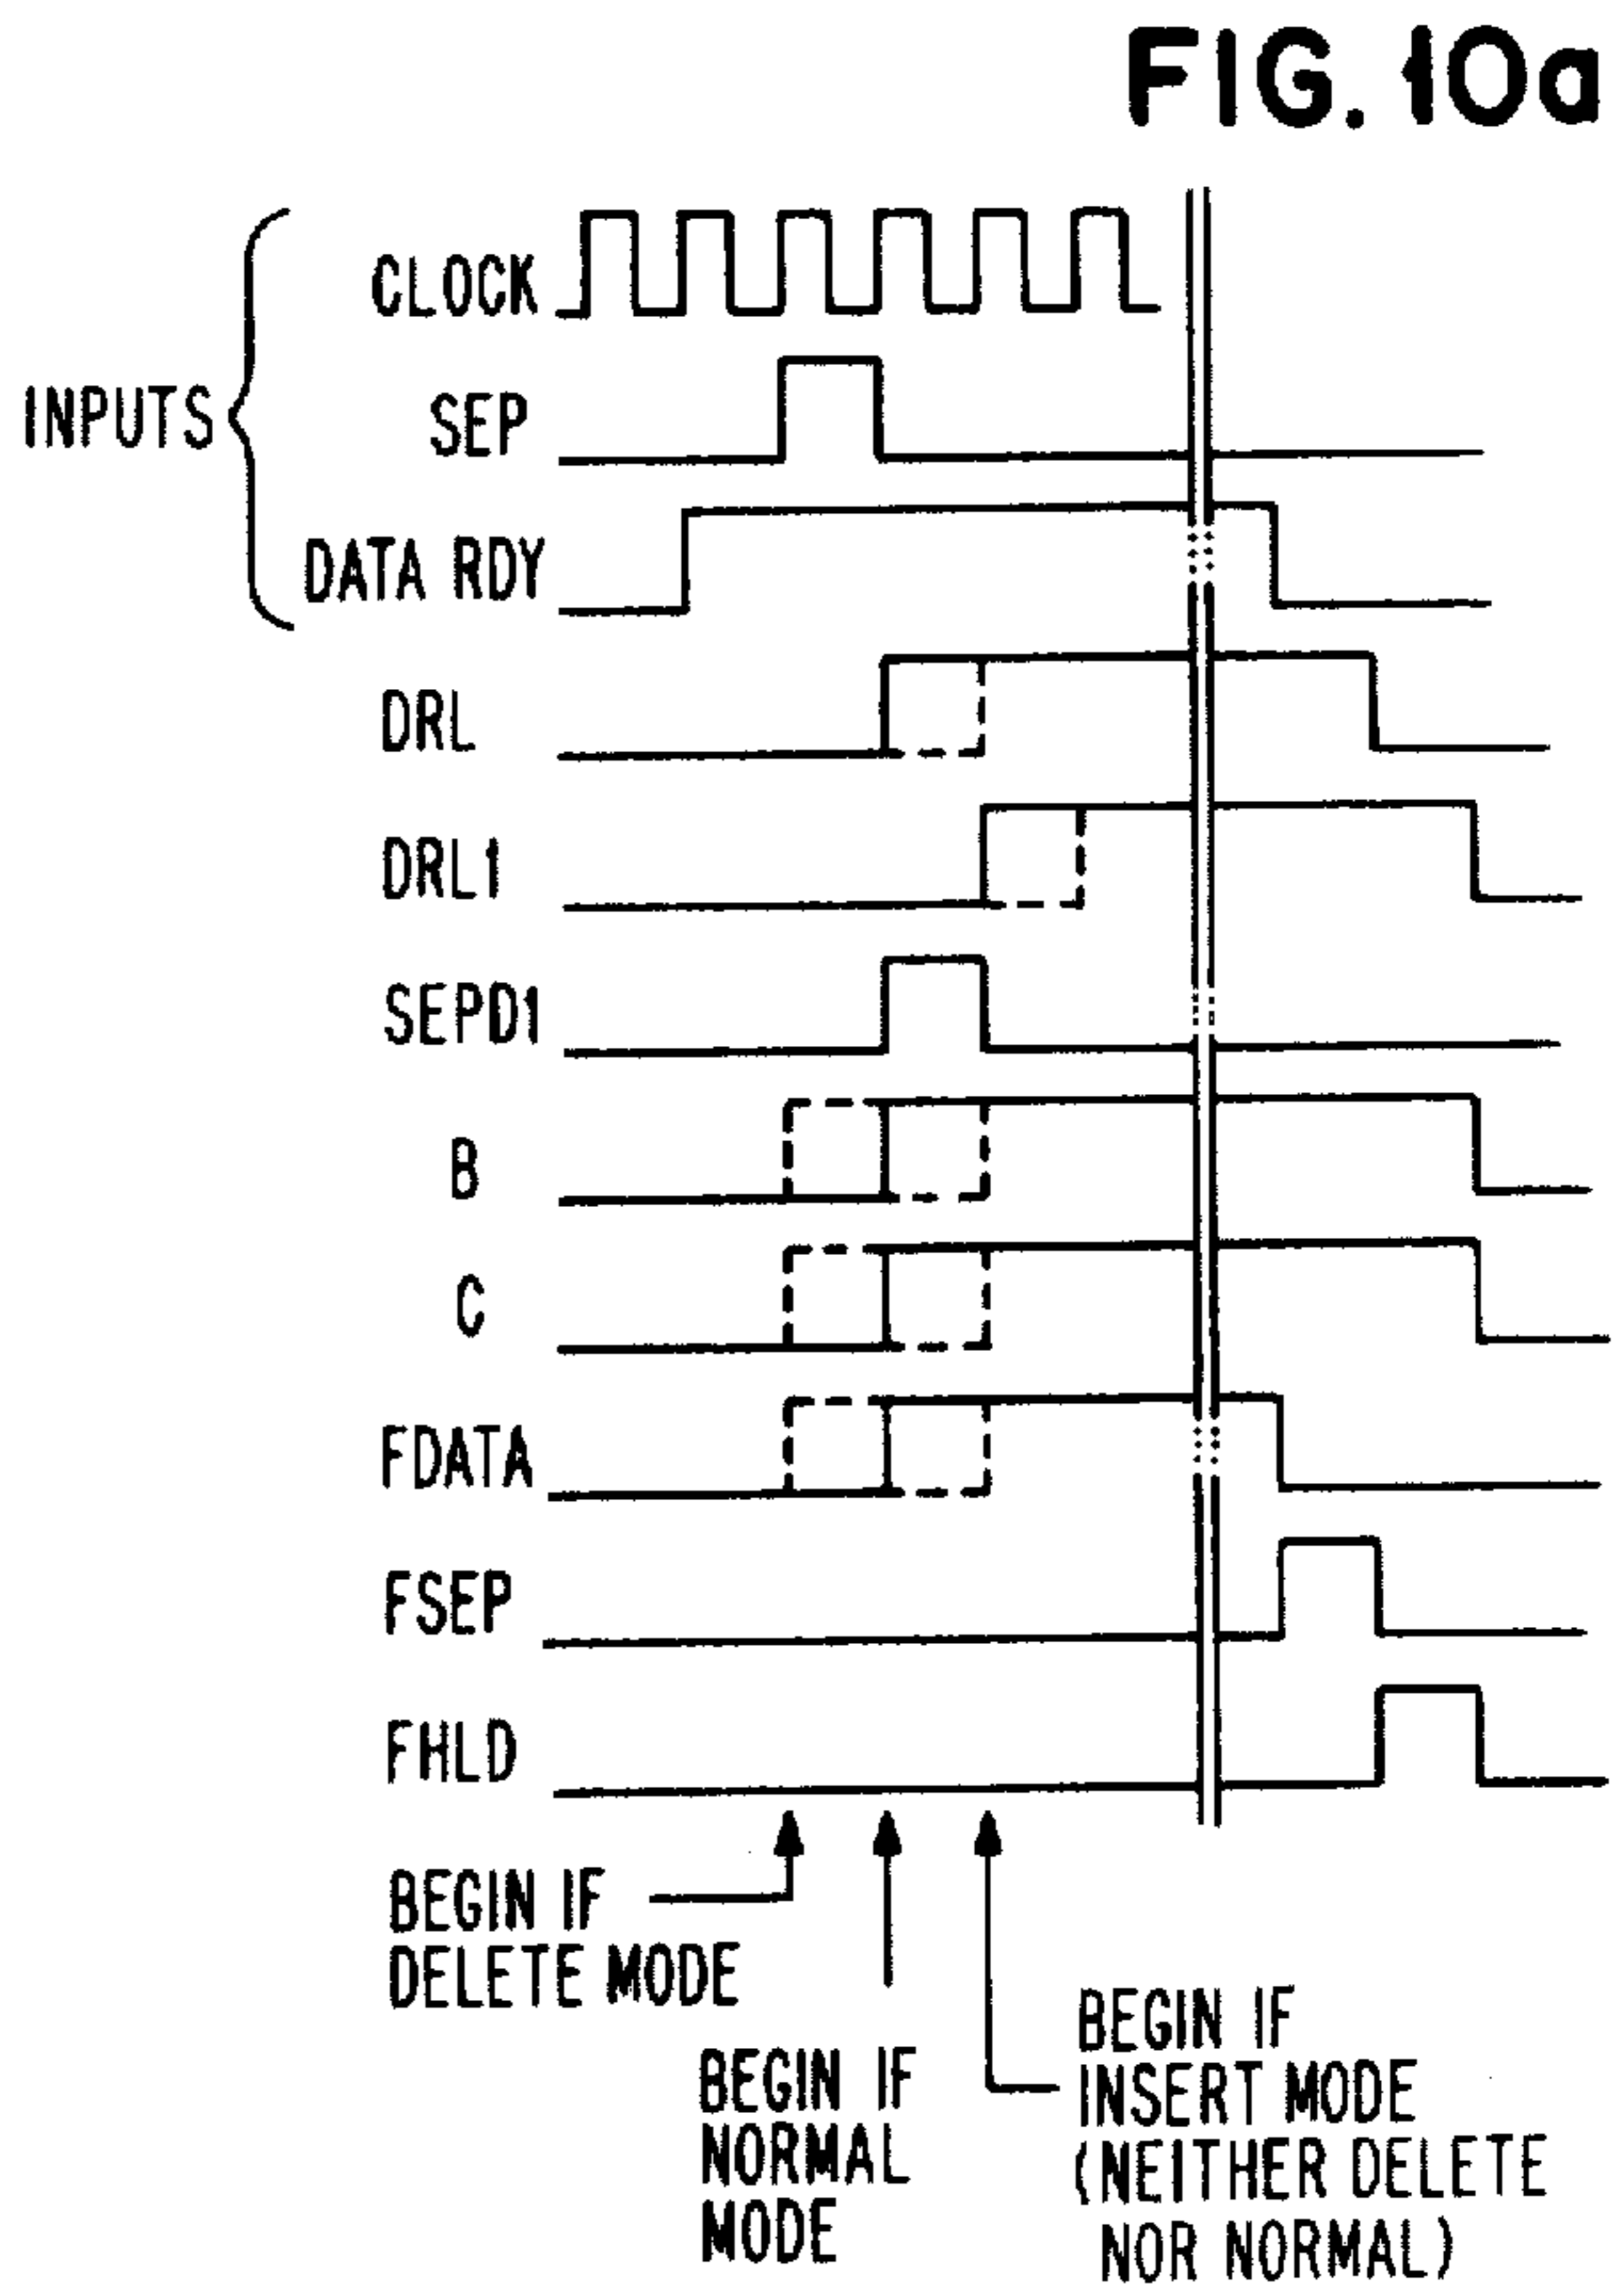 FIG. 10a
INPUTS
CLOCK
SEP
DATA RDY
DRL
DRL1
SEPD1
B
C
FDATA
FSEP
FHLD
BEGIN IF
DELETE MODE
BEGIN IF
NORMAL
MODE
BEGIN IF
INSERT MODE
(NEITHER DELETE
NOR NORMAL)